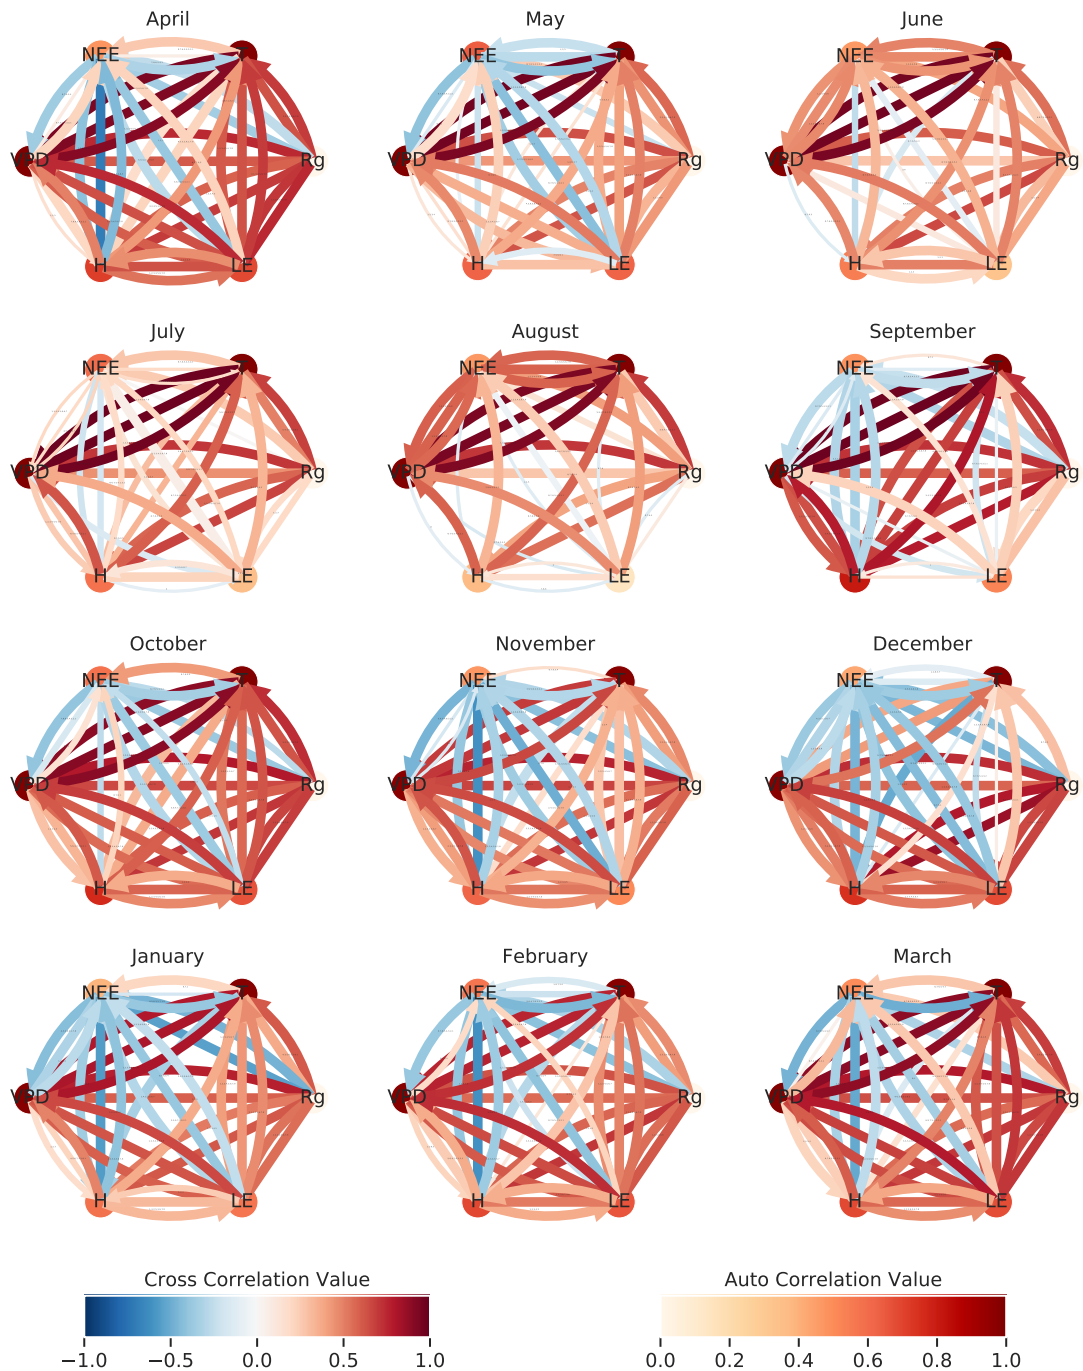 April
May
June
NEE
T
VPD
Rg
H
LE
NEE
T
VPD
Rg
H
LE
NEE
T
VPD
Rg
H
LE
July
August
September
NEE
T
VPD
Rg
H
LE
NEE
T
VPD
Rg
H
LE
NEE
T
VPD
Rg
H
LE
October
November
December
NEE
T
VPD
Rg
H
LE
NEE
T
VPD
Rg
H
LE
NEE
T
VPD
Rg
H
LE
January
February
March
NEE
T
VPD
Rg
H
LE
NEE
T
VPD
Rg
H
LE
NEE
T
VPD
Rg
H
LE
Cross Correlation Value
−1.0 −0.5 0.0 0.5 1.0
Auto Correlation Value
0.0 0.2 0.4 0.6 0.8 1.0